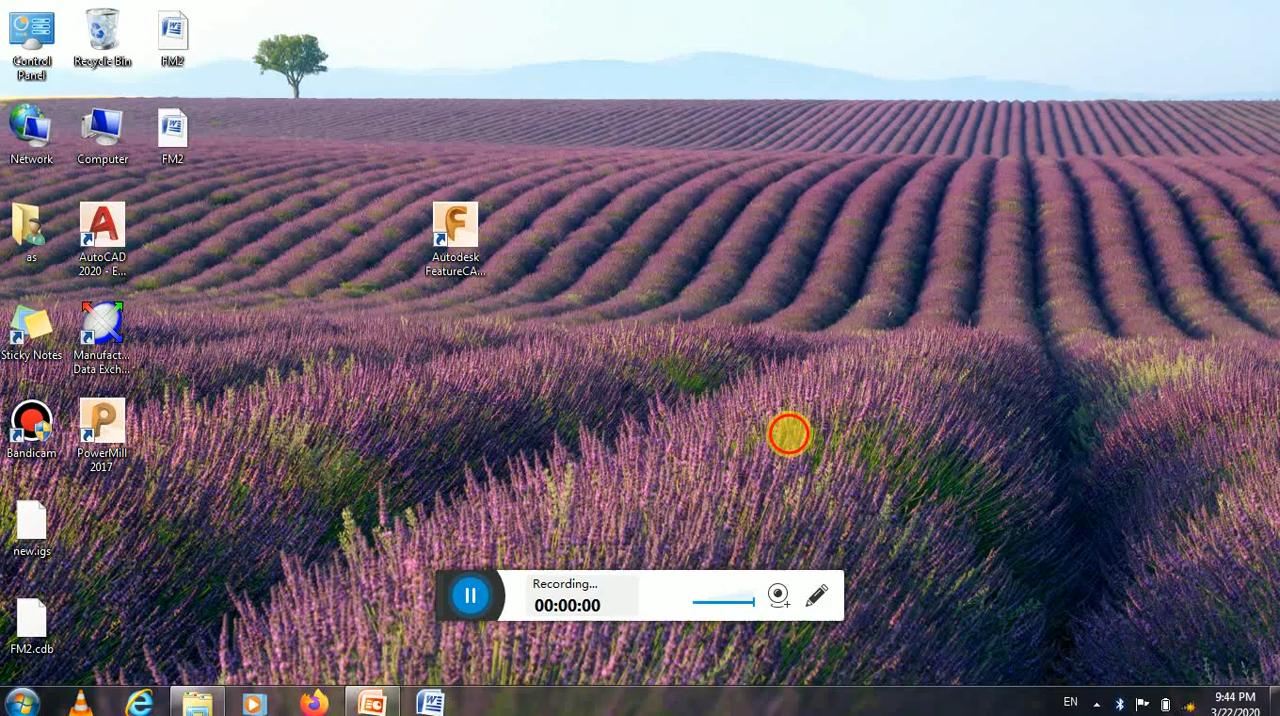 Control
Panel
Recycle Bin
FM2
Network
Computer
FM2
as
AutoCAD
2020 - E...
Autodesk
FeatureCA...
Sticky Notes
Manufact...
Data Exch...
Bandicam
PowerMill
2017
new.igs
FM2.cdb
Recording...
00:00:00
EN
9:44 PM
3/22/2020